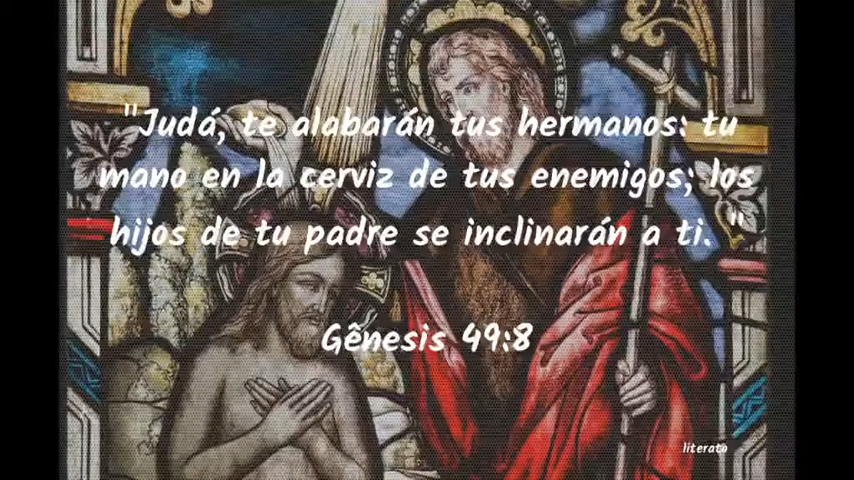 "Judá, te alabarán tus hermanos: tu
mano en la cerviz de tus enemigos; los
hijos de tu padre se inclinarán a ti. "
Gênesis 49:8
literato